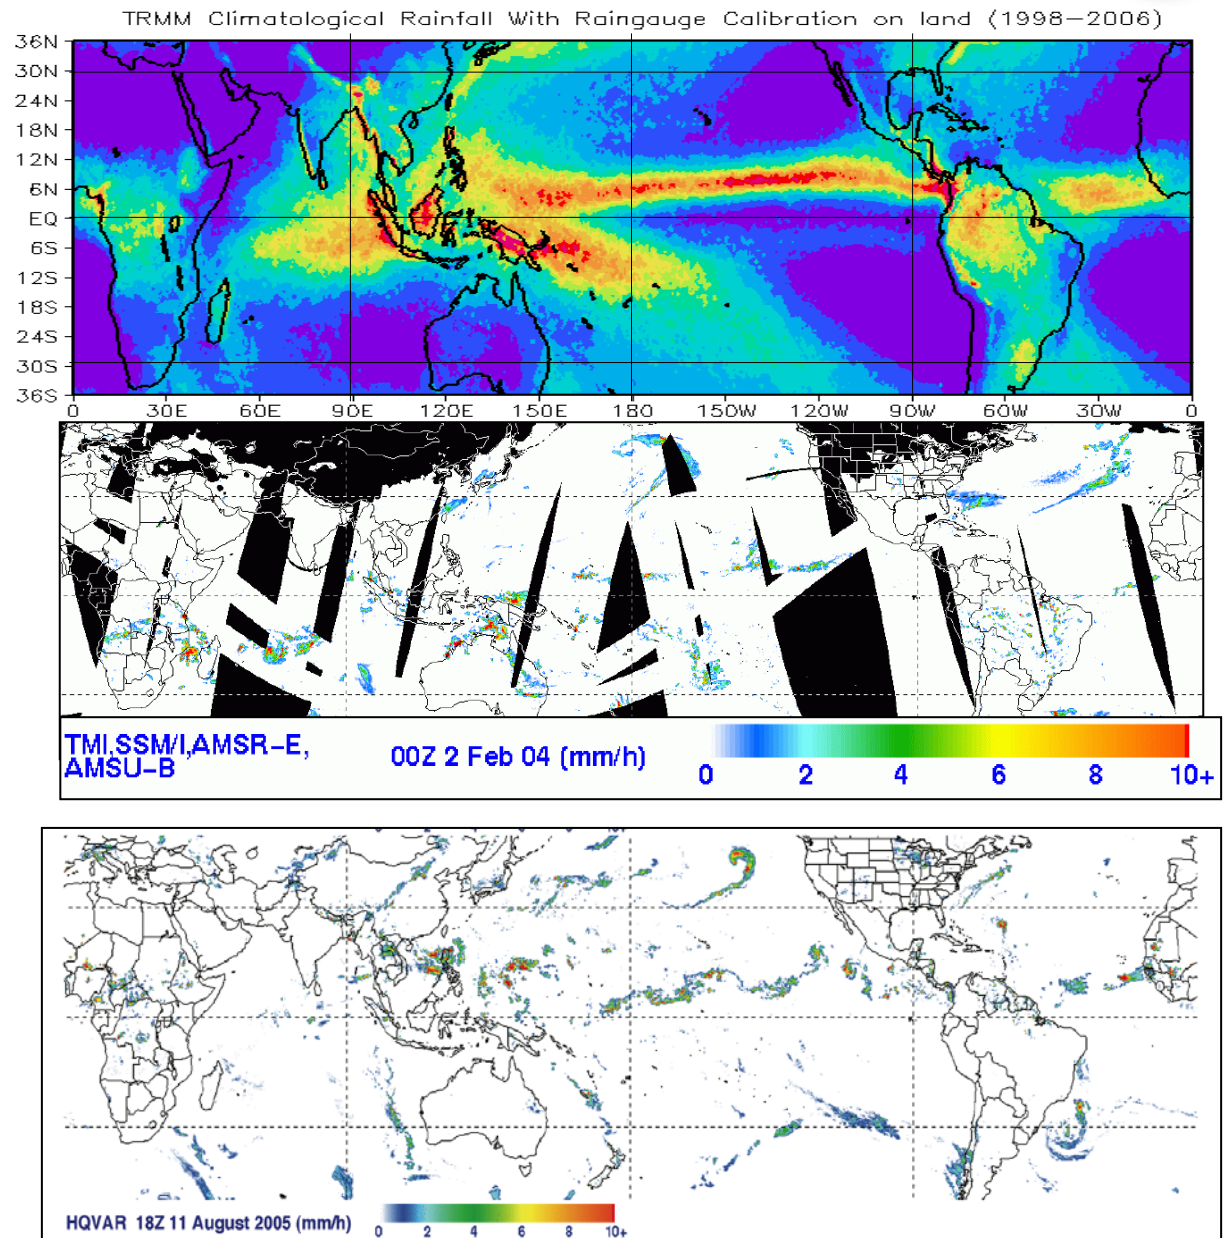 TRMM Climatological Rainfall With Raingauge Calibration on land (1998−2006)
36N
30N
24N
18N
12N
6N
EQ
6S
12S
18S
24S
30S
36S
0 30E 60E 90E 120E 150E 180 150W 120W 90W 60W 30W 0
TMI,SSM/I,AMSR-E,
AMSU-B
00Z 2 Feb 04 (mm/h)
0 2 4 6 8 10+
HQVAR 18Z 11 August 2005 (mm/h)
0 2 4 6 8 10+